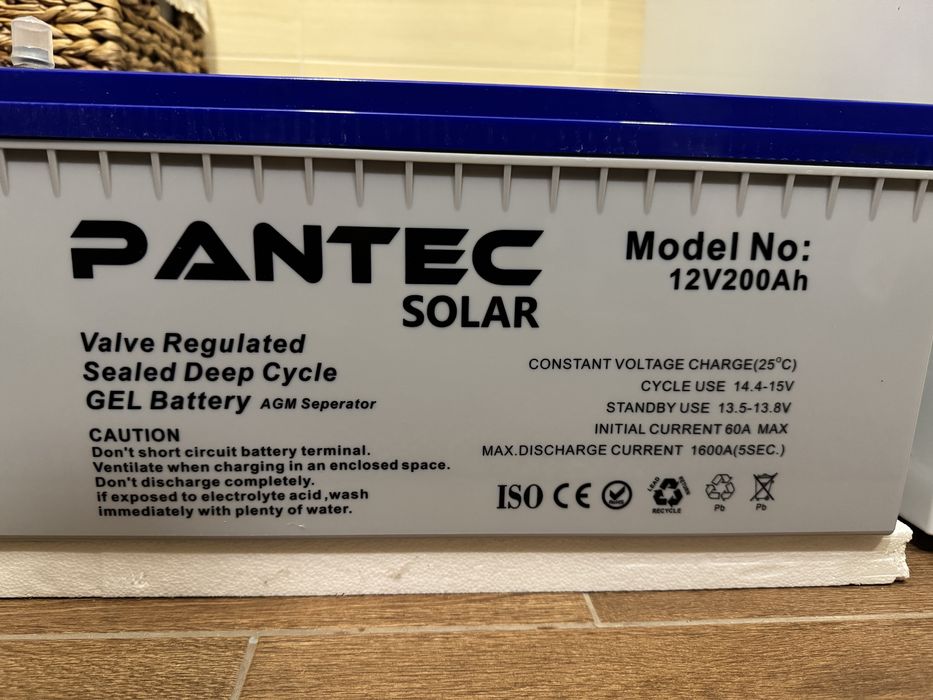 PANTEC
SOLAR
Model No:
12V200Ah
Valve Regulated
Sealed Deep Cycle
GEL Battery AGM Seperator
CAUTION
Don't short circuit battery terminal.
Ventilate when charging in an enclosed space.
Don't discharge completely.
if exposed to electrolyte acid ,wash
immediately with plenty of water.
CONSTANT VOLTAGE CHARGE(25°C)
CYCLE USE 14.4-15V
STANDBY USE 13.5-13.8V
INITIAL CURRENT 60A MAX
MAX.DISCHARGE CURRENT 1600A(5SEC.)
ISO CE
LEAD RETURN
RECYCLE
Pb
Pb